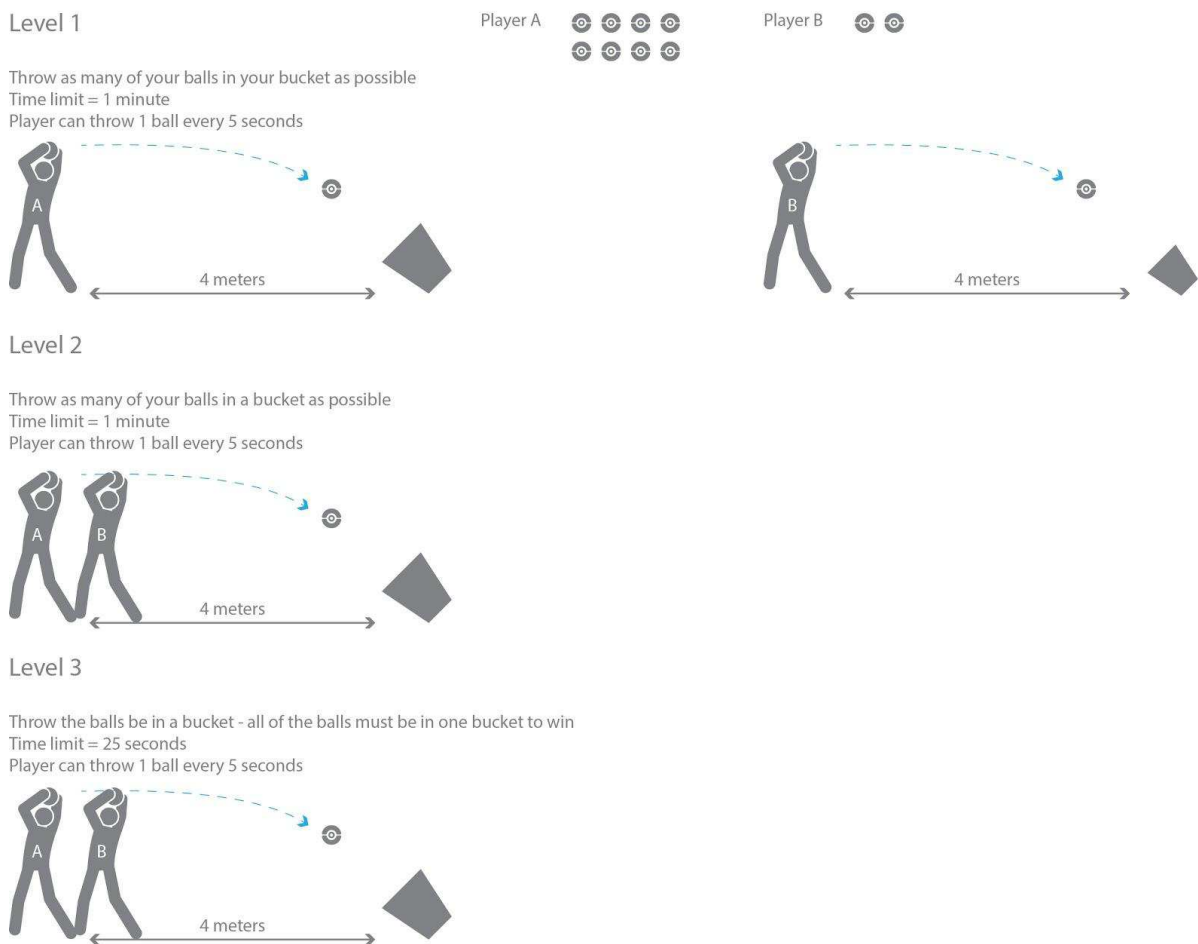 Level 1
Player A
Player B
Throw as many of your balls in your bucket as possible
Time limit = 1 minute
Player can throw 1 ball every 5 seconds
A
B
4 meters
4 meters
Level 2
Throw as many of your balls in a bucket as possible
Time limit = 1 minute
Player can throw 1 ball every 5 seconds
A
B
4 meters
Level 3
Throw the balls be in a bucket - all of the balls must be in one bucket to win
Time limit = 25 seconds
Player can throw 1 ball every 5 seconds
A
B
4 meters